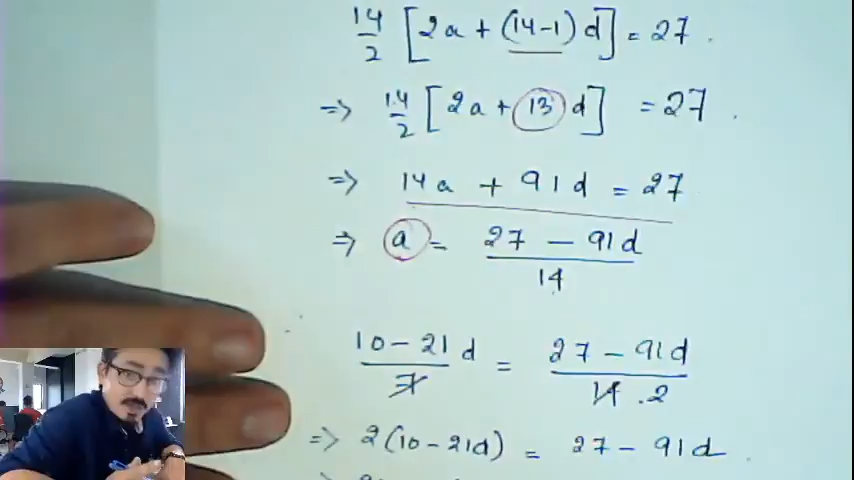 14/2 [2a + (14-1) d] = 27
=> 14/2 [2a + 13 d] = 27
=> 14a + 91d = 27
=> a = 27 - 91d / 14
10 - 21d / 7 = 27 - 91d / 14 . 2
=> 2(10 - 21d) = 27 - 91d